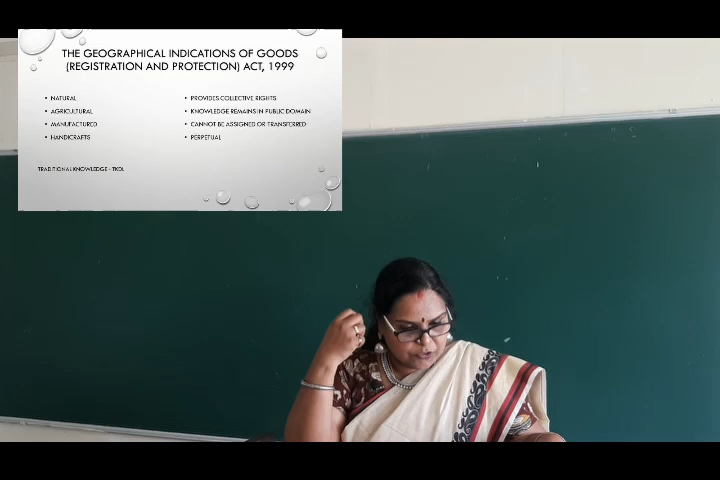 THE GEOGRAPHICAL INDICATIONS OF GOODS
(REGISTRATION AND PROTECTION) ACT, 1999
• NATURAL
• AGRICULTURAL
• MANUFACTURED
• HANDICRAFTS
• PROVIDES COLLECTIVE RIGHTS
• KNOWLEDGE REMAINS IN PUBLIC DOMAIN
• CANNOT BE ASSIGNED OR TRANSFERRED
• PERPETUAL
TRADITIONAL KNOWLEDGE - TKDL